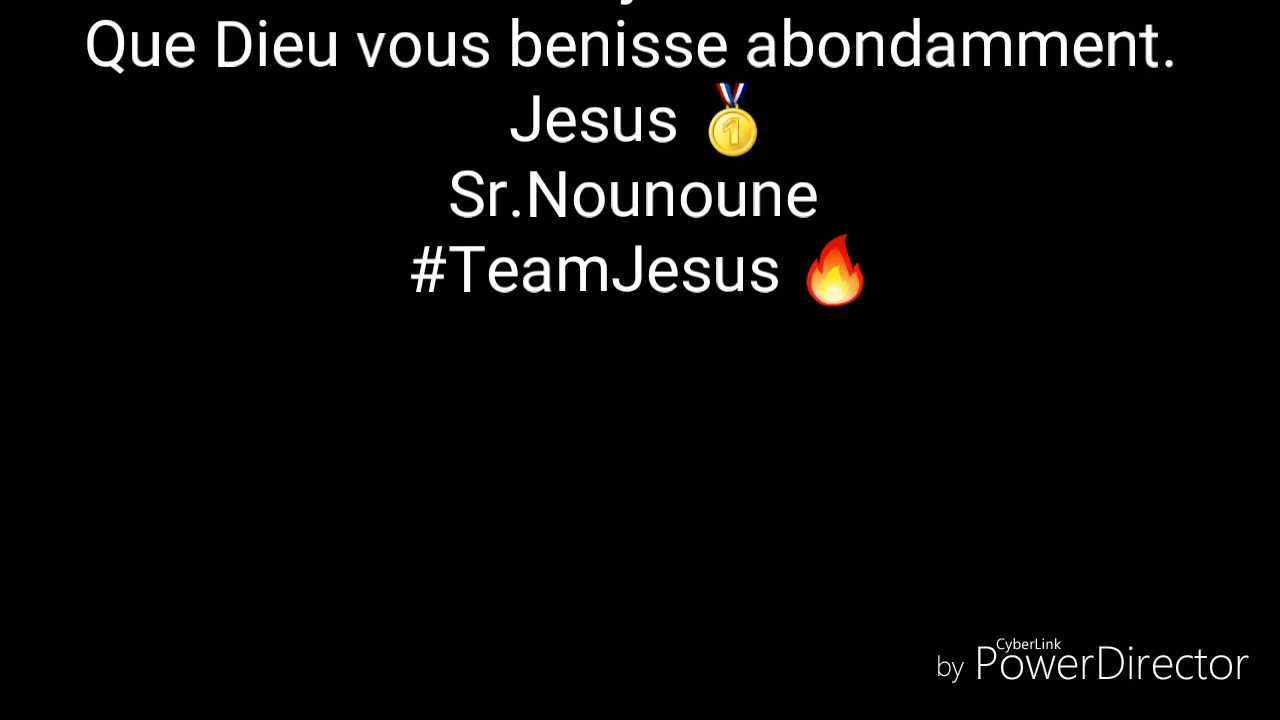 Que Dieu vous benisse abondamment.
Jesus 🥇
Sr.Nounoune
#TeamJesus 🔥
CyberLink
by PowerDirector